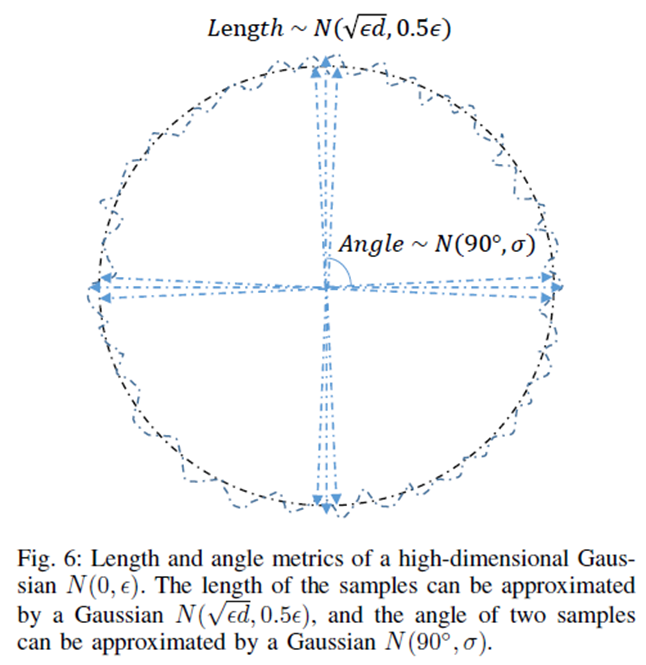 Length ~ N(√ϵd, 0.5ϵ)
Angle ~ N(90°, σ)
Fig. 6: Length and angle metrics of a high-dimensional Gaus-
sian N(0, ϵ). The length of the samples can be approximated
by a Gaussian N(√ϵd, 0.5ϵ), and the angle of two samples
can be approximated by a Gaussian N(90°, σ).